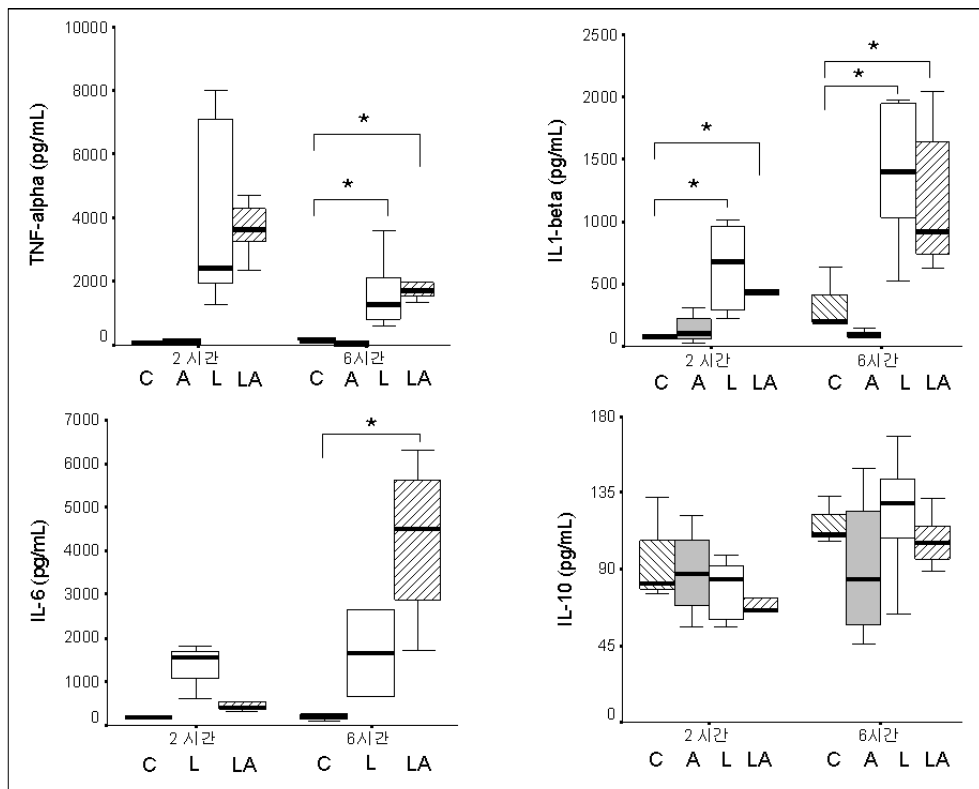 TNF-alpha (pg/mL)
10000
8000
6000
4000
2000
0
*
*
2 시간
6시간
C A L LA
C A L LA
IL1-beta (pg/mL)
2500
2000
1500
1000
500
0
*
*
*
*
2 시간
6시간
C A L LA
C A L LA
IL-6 (pg/mL)
7000
6000
5000
4000
3000
2000
1000
0
*
2 시간
6시간
C L LA
C L LA
IL-10 (pg/mL)
180
135
90
45
0
2 시간
6시간
C A L LA
C A L LA